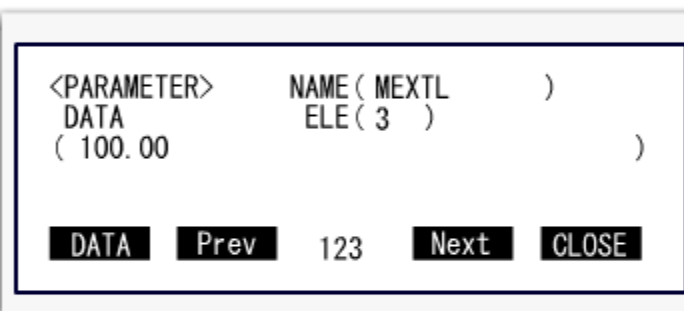 <PARAMETER> NAME( MEXTL )
DATA ELE( 3 )
( 100.00 )
DATA Prev 123 Next CLOSE